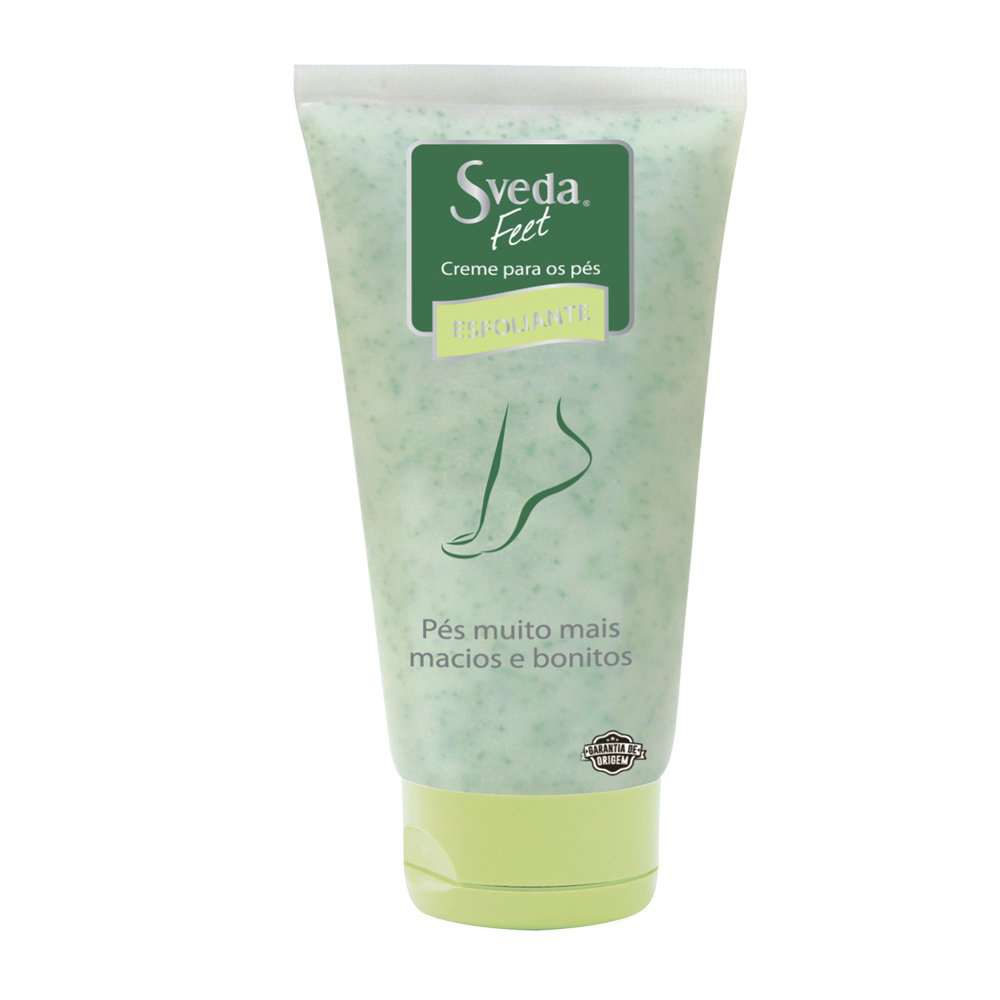 Sveda®
Feet
Creme para os pés
ESFOLIANTE
Pés muito mais
macios e bonitos
GARANTIA DE
ORIGEM